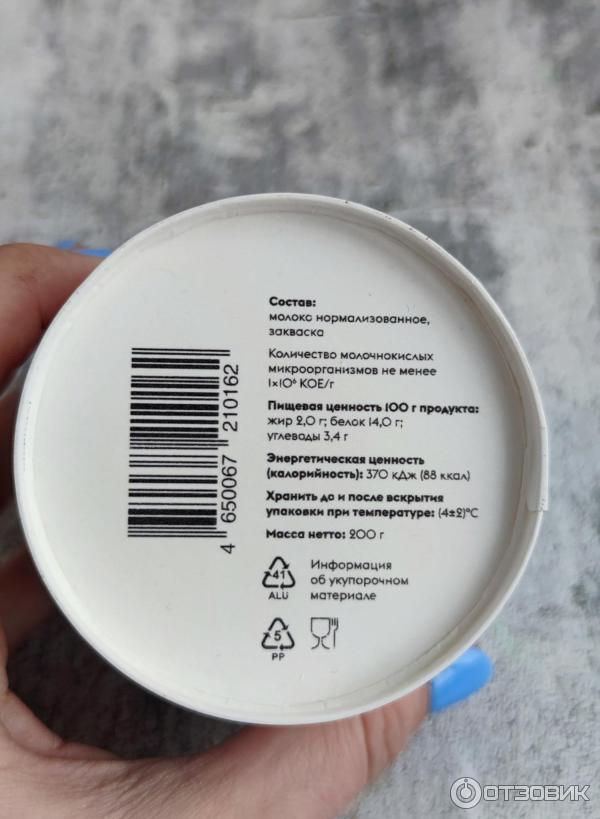 Состав:
молоко нормализованное,
закваска
Количество молочнокислых
микроорганизмов не менее
1×10⁶ КОЕ/г
Пищевая ценность 100 г продукта:
жир 2,0 г; белок 14,0 г;
углеводы 3,4 г
Энергетическая ценность
(калорийность): 370 кДж (88 ккал)
Хранить до и после вскрытия
упаковки при температуре: (4±2)°С
Масса нетто: 200 г
41
ALU
Информация
об укупорочном
материале
5
PP
4 650067 210162
ОТЗОВИК